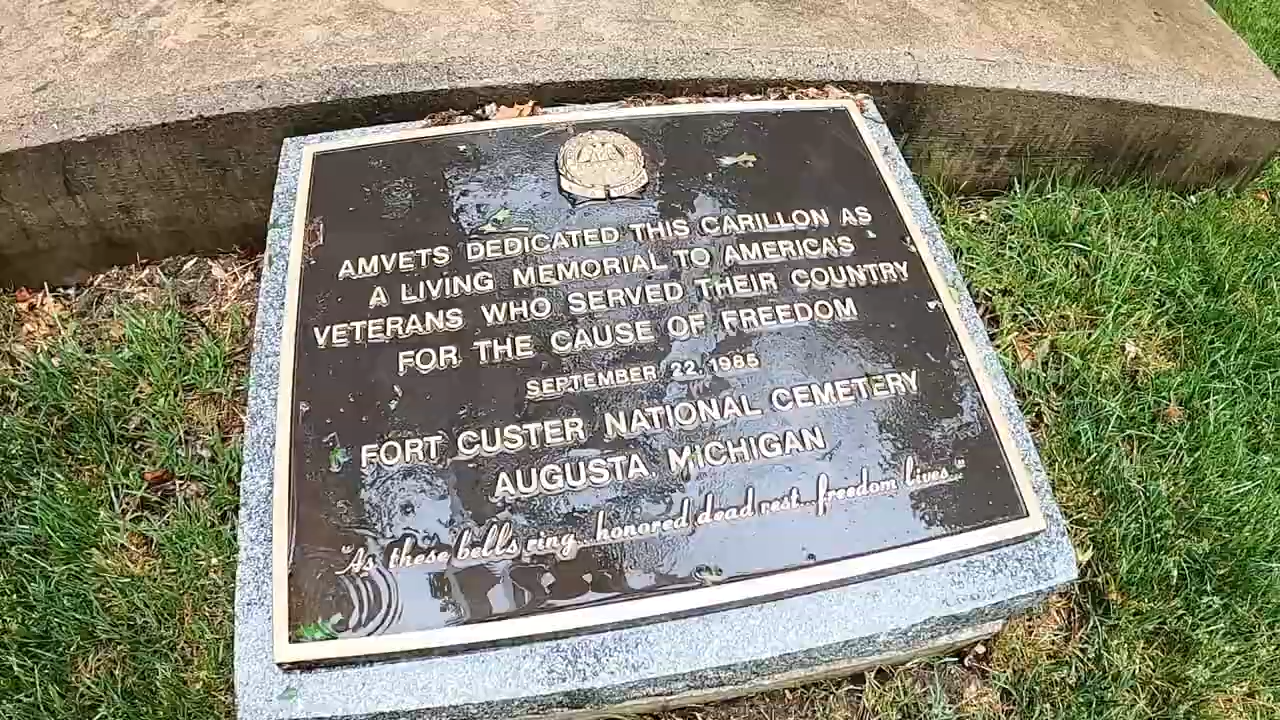 AMVETS DEDICATED THIS CARILLON AS
A LIVING MEMORIAL TO AMERICA'S
VETERANS WHO SERVED THEIR COUNTRY
FOR THE CAUSE OF FREEDOM
SEPTEMBER 22, 1985
FORT CUSTER NATIONAL CEMETERY
AUGUSTA MICHIGAN
"As these bells ring...honored dead rest...freedom lives."